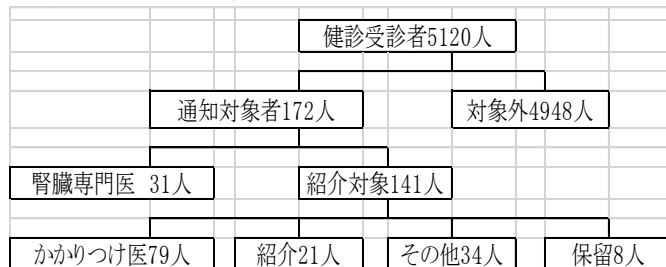 健診受診者5120人
通知対象者172人 対象外4948人
腎臓専門医 31人 紹介対象141人
かかりつけ医79人 紹介21人 その他34人 保留8人